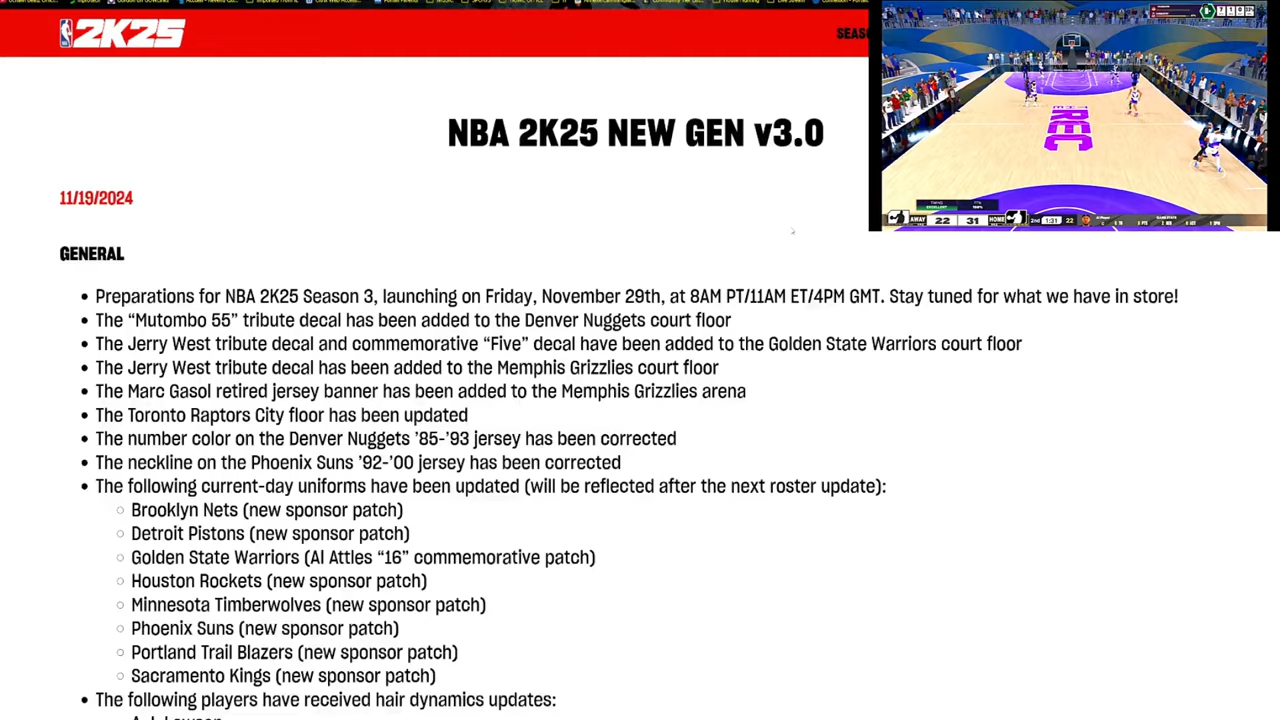 2K25
SEAS
NBA 2K25 NEW GEN v3.0
11/19/2024
GENERAL
Preparations for NBA 2K25 Season 3, launching on Friday, November 29th, at 8AM PT/11AM ET/4PM GMT. Stay tuned for what we have in store!
The “Mutombo 55” tribute decal has been added to the Denver Nuggets court floor
The Jerry West tribute decal and commemorative “Five” decal have been added to the Golden State Warriors court floor
The Jerry West tribute decal has been added to the Memphis Grizzlies court floor
The Marc Gasol retired jersey banner has been added to the Memphis Grizzlies arena
The Toronto Raptors City floor has been updated
The number color on the Denver Nuggets ’85-’93 jersey has been corrected
The neckline on the Phoenix Suns ’92-’00 jersey has been corrected
The following current-day uniforms have been updated (will be reflected after the next roster update):
Brooklyn Nets (new sponsor patch)
Detroit Pistons (new sponsor patch)
Golden State Warriors (Al Attles “16” commemorative patch)
Houston Rockets (new sponsor patch)
Minnesota Timberwolves (new sponsor patch)
Phoenix Suns (new sponsor patch)
Portland Trail Blazers (new sponsor patch)
Sacramento Kings (new sponsor patch)
The following players have received hair dynamics updates:
THE REC
AWAY 22 31 HOME 2nd 1:31 22